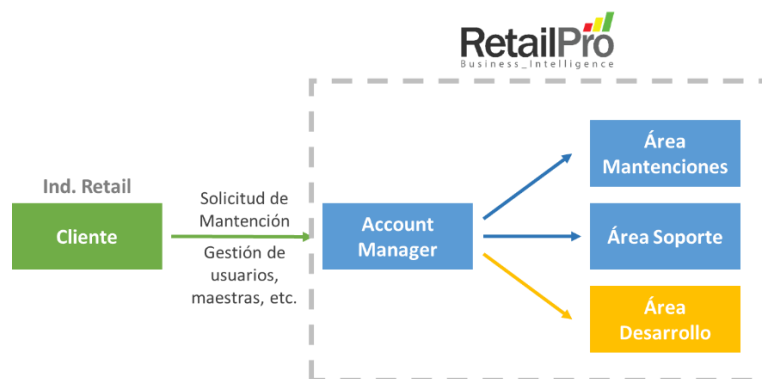 RetailPro
Business_Intelligence
Ind. Retail
Cliente
Solicitud de
Mantención
Gestión de
usuarios,
maestras, etc.
Account
Manager
Área
Mantenciones
Área Soporte
Área
Desarrollo